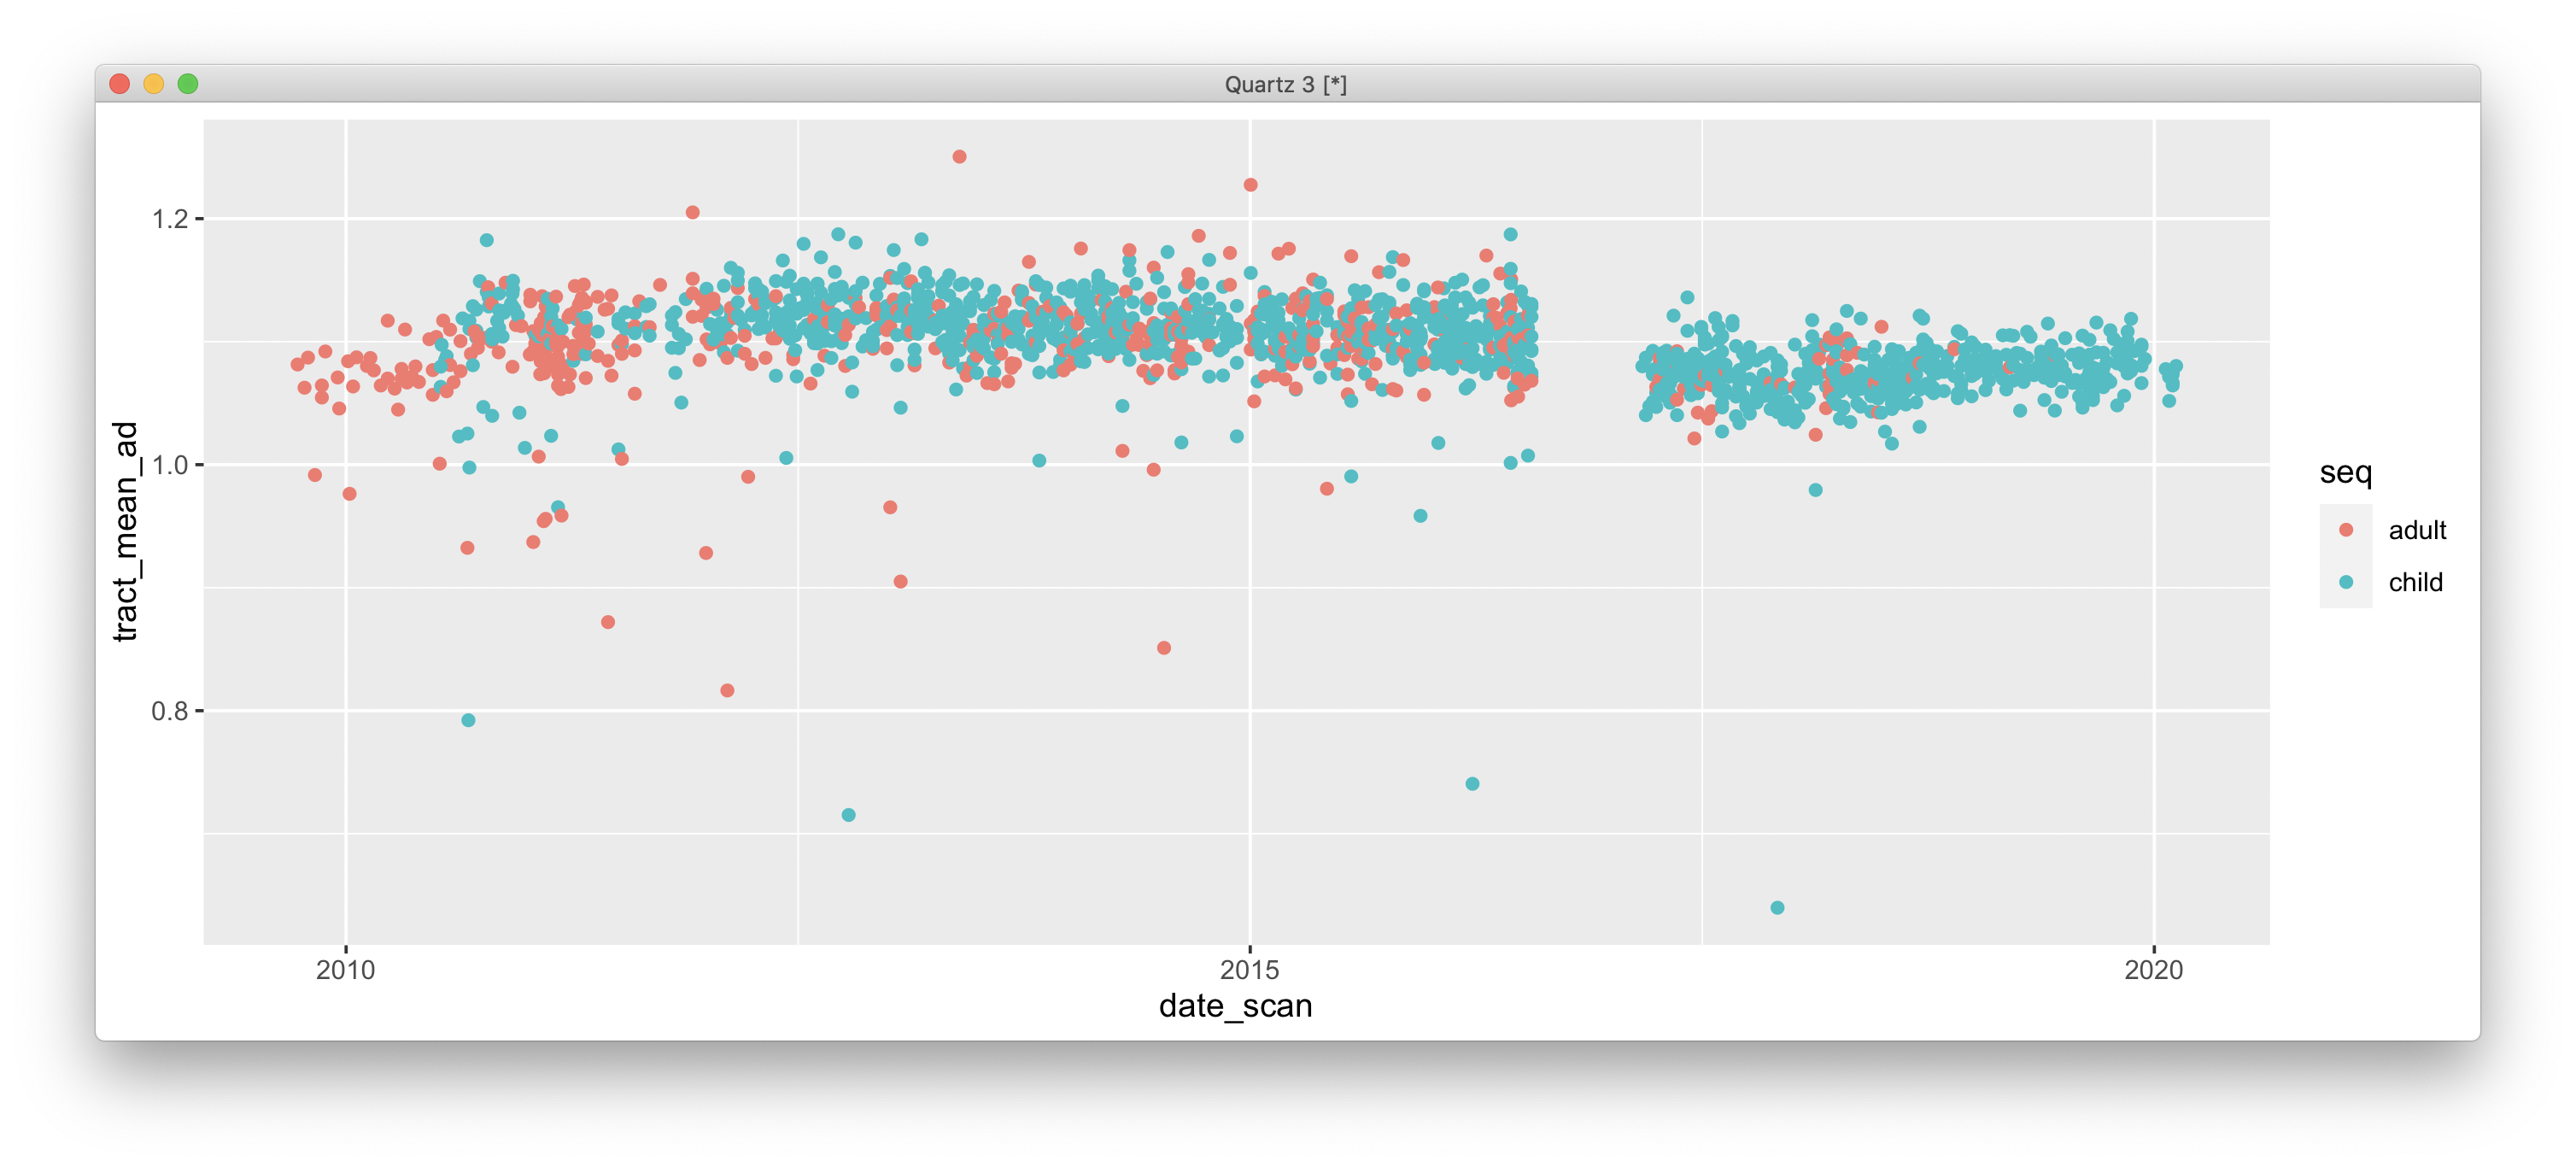 Quartz 3 [*]
1.2
1.0
0.8
tract_mean_ad
2010
2015
2020
date_scan
seq
adult
child